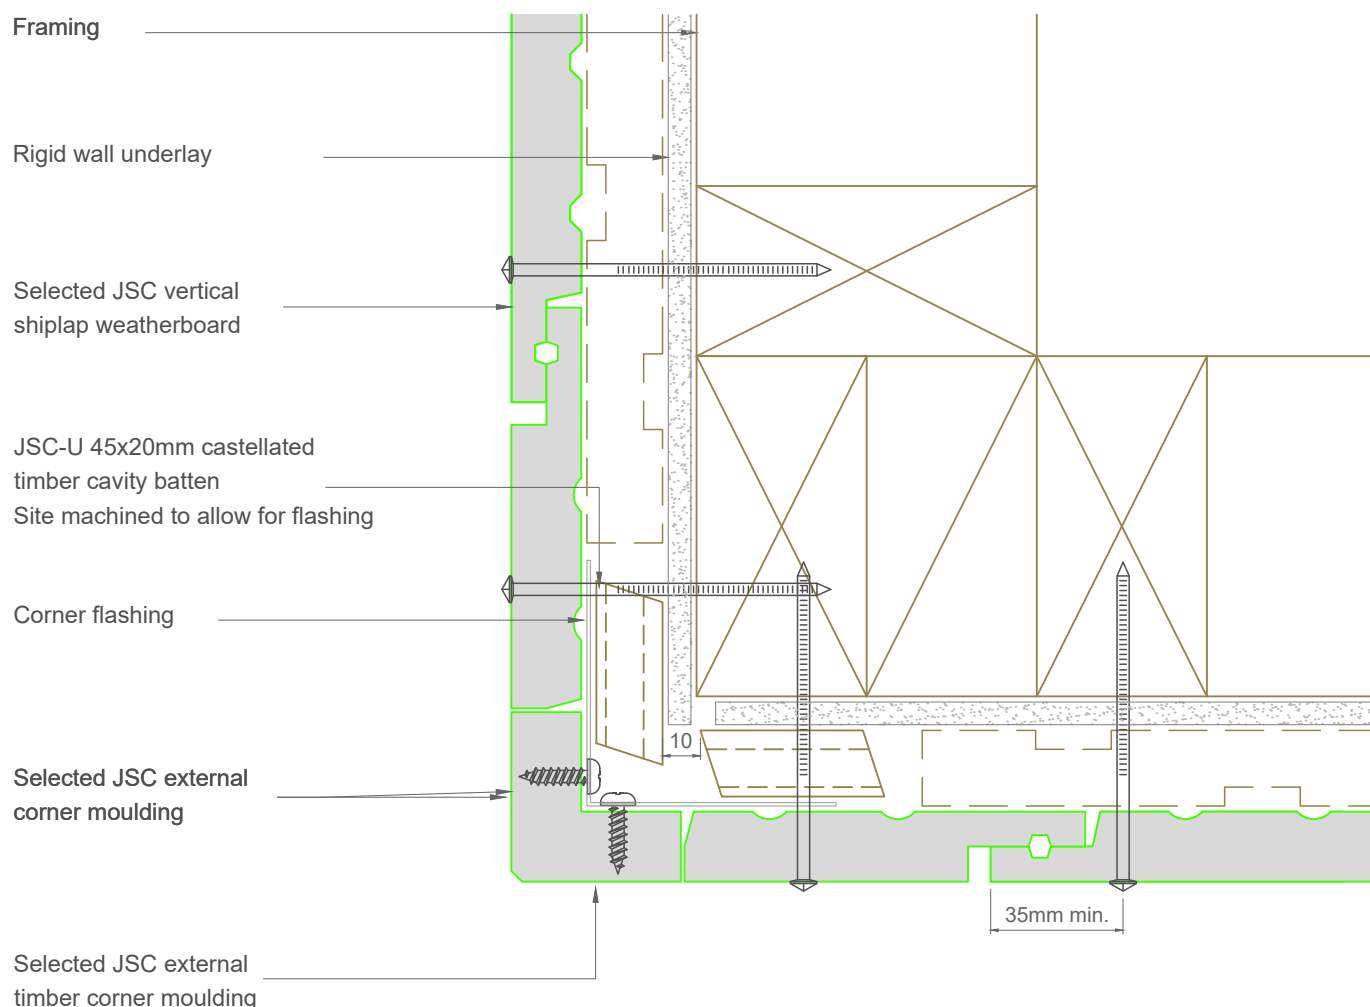 Framing
Rigid wall underlay
Selected JSC vertical
shiplap weatherboard
JSC-U 45x20mm castellated
timber cavity batten
Site machined to allow for flashing
Corner flashing
10
Selected JSC external
corner moulding
35mm min.
Selected JSC external
timber corner moulding